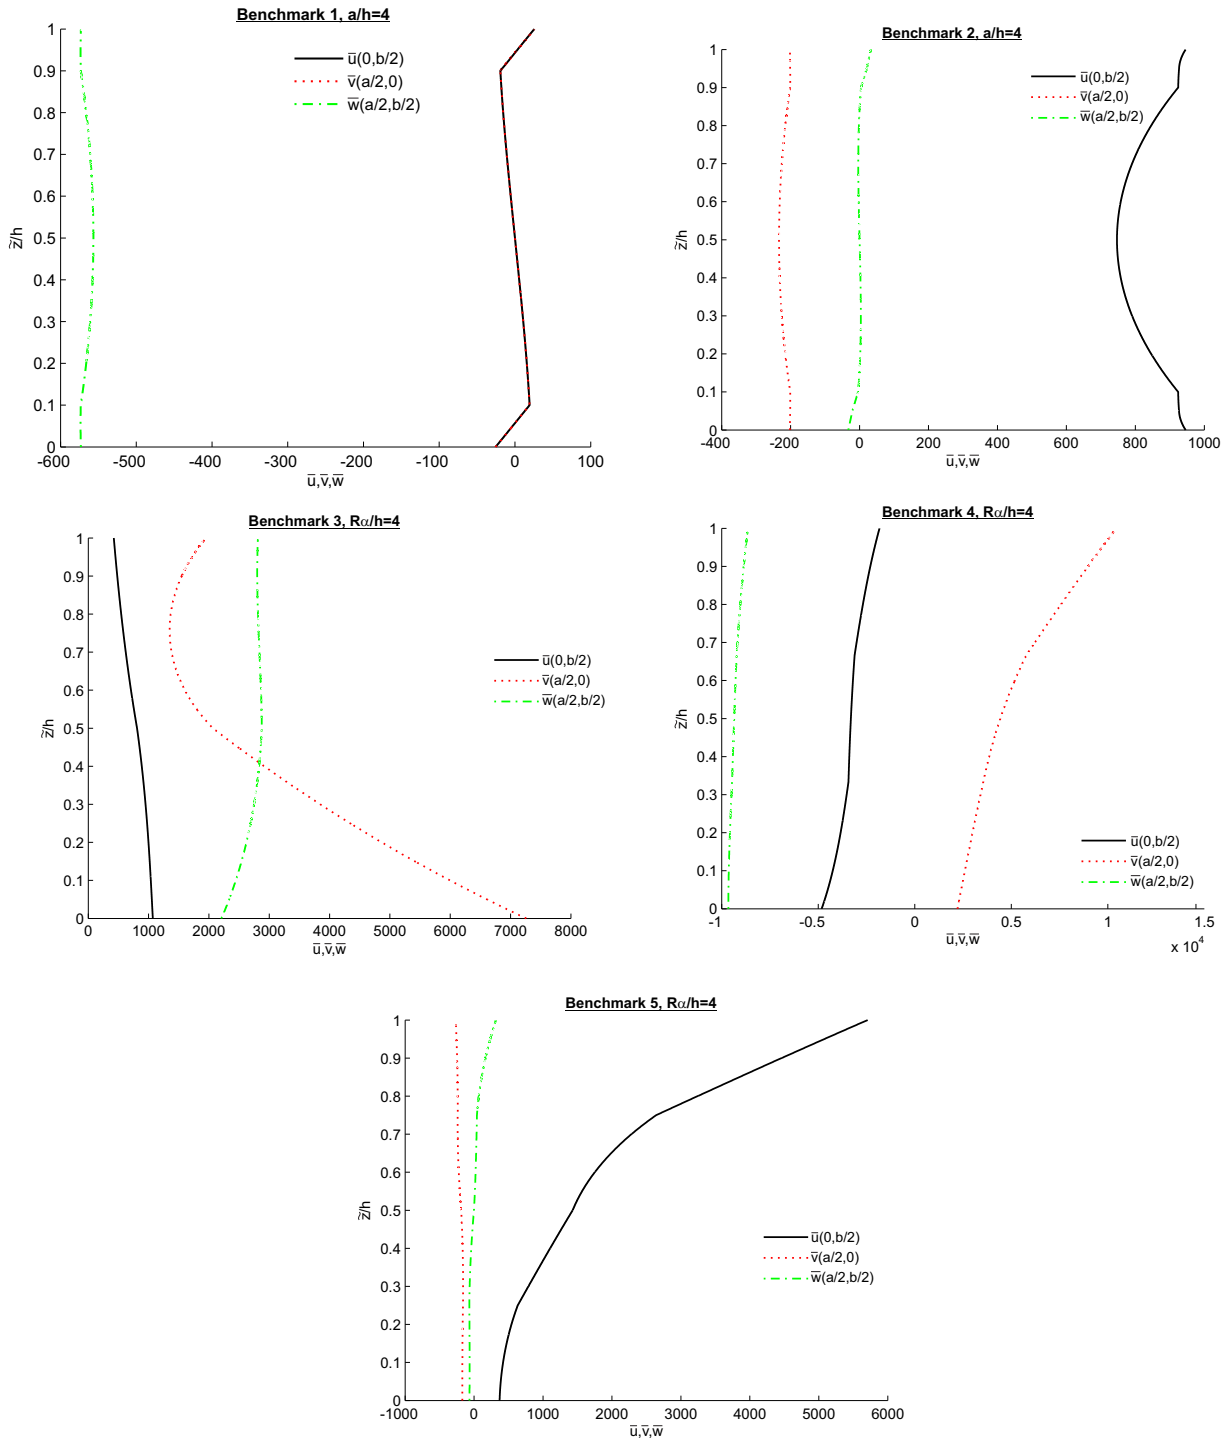 Benchmark 1, a/h=4
1
0.9
0.8
0.7
0.6
0.5
0.4
0.3
0.2
0.1
0
z̃/h
-600 -500 -400 -300 -200 -100 0 100
u̅,v̅,w̅
u̅(0,b/2)
v̅(a/2,0)
w̅(a/2,b/2)
Benchmark 2, a/h=4
1
0.9
0.8
0.7
0.6
0.5
0.4
0.3
0.2
0.1
0
z̃/h
-400 -200 0 200 400 600 800 1000
u̅,v̅,w̅
u̅(0,b/2)
v̅(a/2,0)
w̅(a/2,b/2)
Benchmark 3, Rα/h=4
1
0.9
0.8
0.7
0.6
0.5
0.4
0.3
0.2
0.1
0
z̃/h
0 1000 2000 3000 4000 5000 6000 7000 8000
u̅,v̅,w̅
u̅(0,b/2)
v̅(a/2,0)
w̅(a/2,b/2)
Benchmark 4, Rα/h=4
1
0.9
0.8
0.7
0.6
0.5
0.4
0.3
0.2
0.1
0
z̃/h
-1 -0.5 0 0.5 1 1.5
u̅,v̅,w̅
x 10⁴
u̅(0,b/2)
v̅(a/2,0)
w̅(a/2,b/2)
Benchmark 5, Rα/h=4
1
0.9
0.8
0.7
0.6
0.5
0.4
0.3
0.2
0.1
0
z̃/h
-1000 0 1000 2000 3000 4000 5000 6000
u̅,v̅,w̅
u̅(0,b/2)
v̅(a/2,0)
w̅(a/2,b/2)